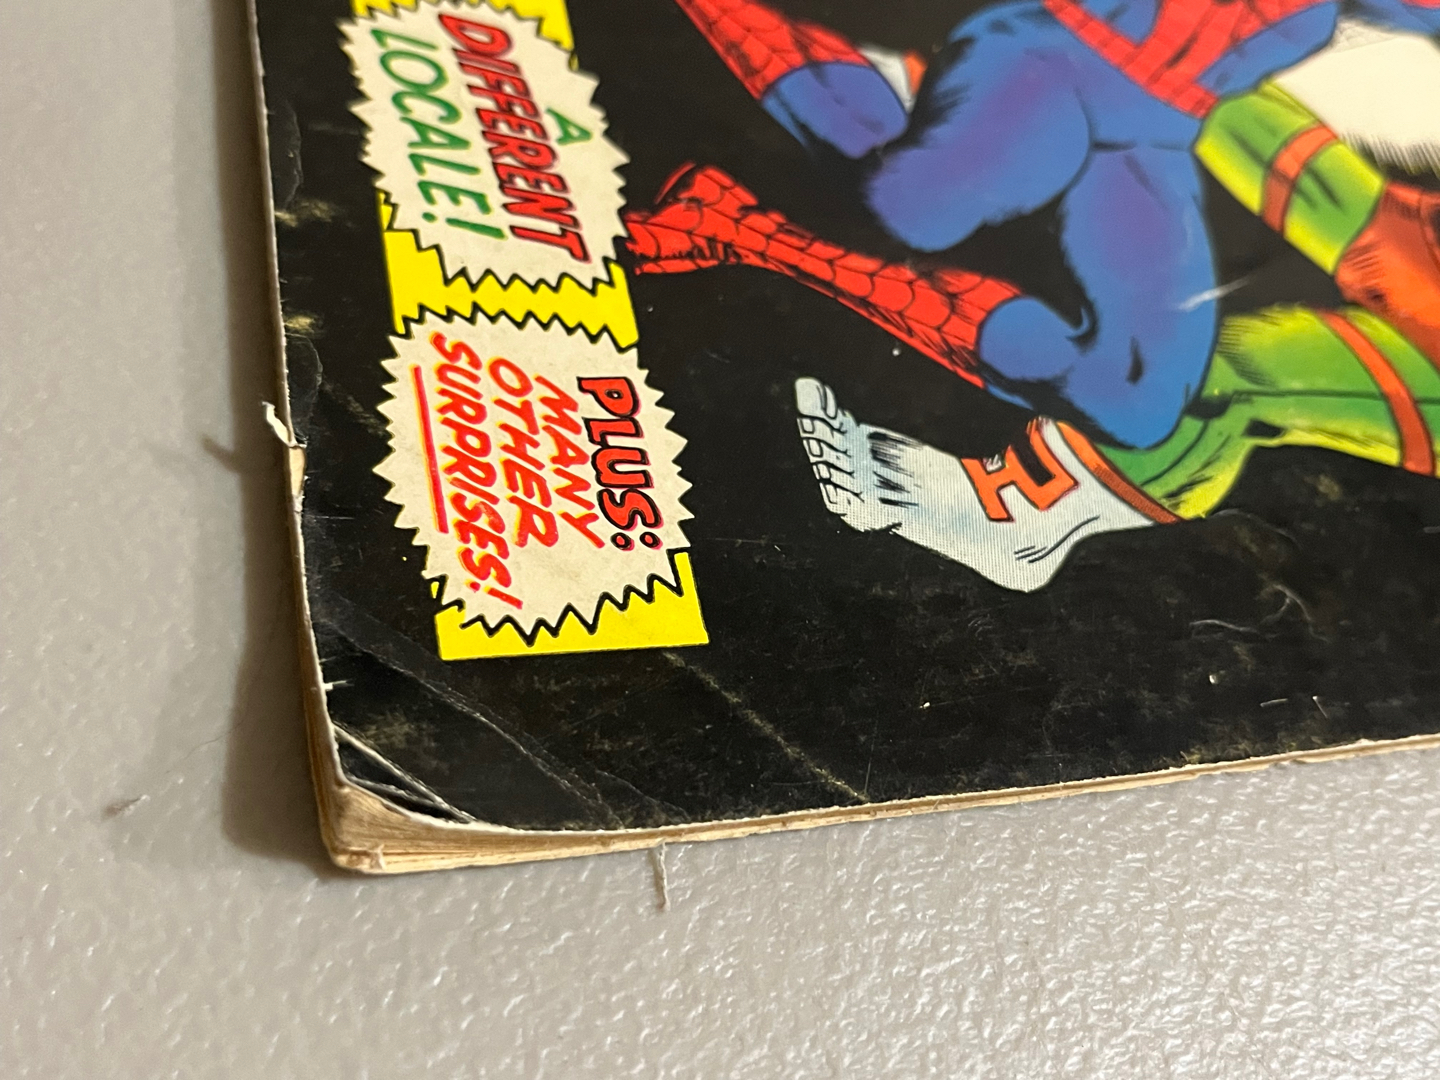 A
DIFFERENT
LOCALE!
PLUS:
MANY
OTHER
SURPRISES!